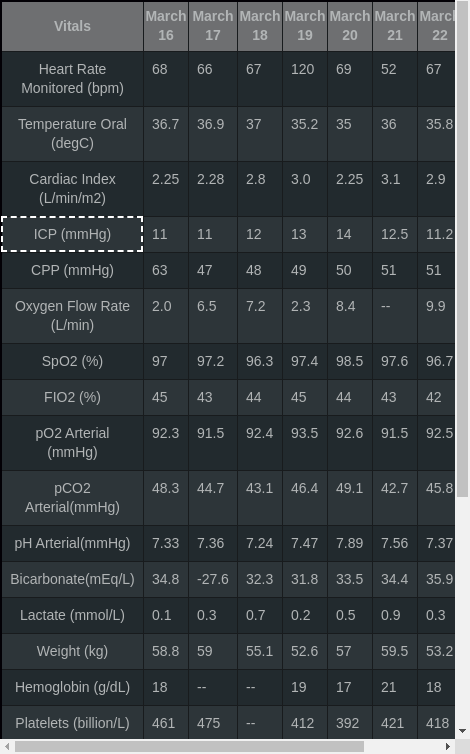 Vitals March 16 March 17 March 18 March 19 March 20 March 21 March 22
Heart Rate Monitored (bpm) 68 66 67 120 69 52 67
Temperature Oral (degC) 36.7 36.9 37 35.2 35 36 35.8
Cardiac Index (L/min/m2) 2.25 2.28 2.8 3.0 2.25 3.1 2.9
ICP (mmHg) 11 11 12 13 14 12.5 11.2
CPP (mmHg) 63 47 48 49 50 51 51
Oxygen Flow Rate (L/min) 2.0 6.5 7.2 2.3 8.4 -- 9.9
SpO2 (%) 97 97.2 96.3 97.4 98.5 97.6 96.7
FIO2 (%) 45 43 44 45 44 43 42
pO2 Arterial (mmHg) 92.3 91.5 92.4 93.5 92.6 91.5 92.5
pCO2 Arterial(mmHg) 48.3 44.7 43.1 46.4 49.1 42.7 45.8
pH Arterial(mmHg) 7.33 7.36 7.24 7.47 7.89 7.56 7.37
Bicarbonate(mEq/L) 34.8 -27.6 32.3 31.8 33.5 34.4 35.9
Lactate (mmol/L) 0.1 0.3 0.7 0.2 0.5 0.9 0.3
Weight (kg) 58.8 59 55.1 52.6 57 59.5 53.2
Hemoglobin (g/dL) 18 -- -- 19 17 21 18
Platelets (billion/L) 461 475 -- 412 392 421 418